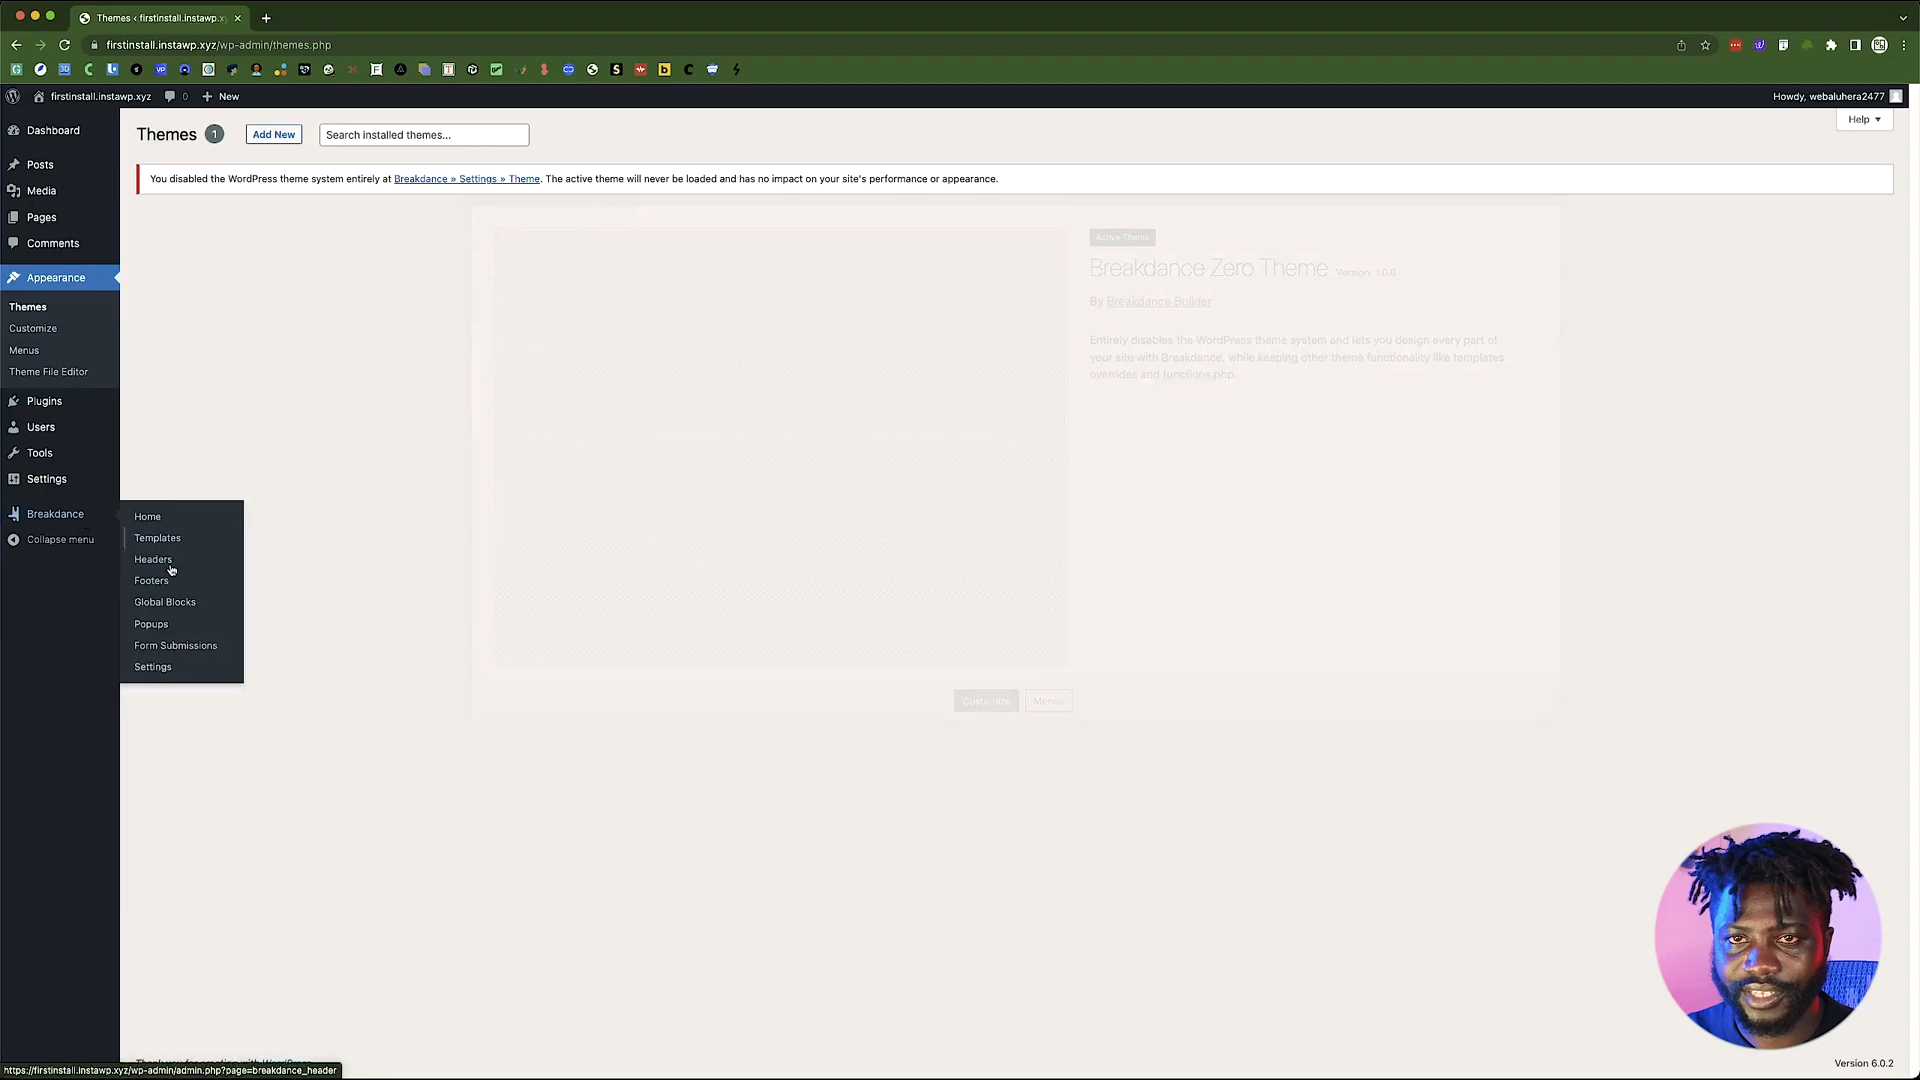 Themes ‹ firstinstall.instawp.xy
firstinstall.instawp.xyz/wp-admin/themes.php
firstinstall.instawp.xyz
0
New
Howdy, webaluhera2477
Dashboard
Posts
Media
Pages
Comments
Appearance
Themes
Customize
Menus
Theme File Editor
Plugins
Users
Tools
Settings
Breakdance
Collapse menu
Home
Templates
Headers
Footers
Global Blocks
Popups
Form Submissions
Settings
Themes 1
Add New
Search installed themes...
Help
You disabled the WordPress theme system entirely at Breakdance » Settings » Theme. The active theme will never be loaded and has no impact on your site's performance or appearance.
Active Theme
Breakdance Zero Theme Version: 1.0.0
By Breakdance Builder
Entirely disables the WordPress theme system and lets you design every part
of your site with Breakdance, while keeping other theme functionality like templates
overrides and functions.php.
Customize
Menus
Thank you for creating with WordPress.
https://firstinstall.instawp.xyz/wp-admin/admin.php?page=breakdance_header
Version 6.0.2